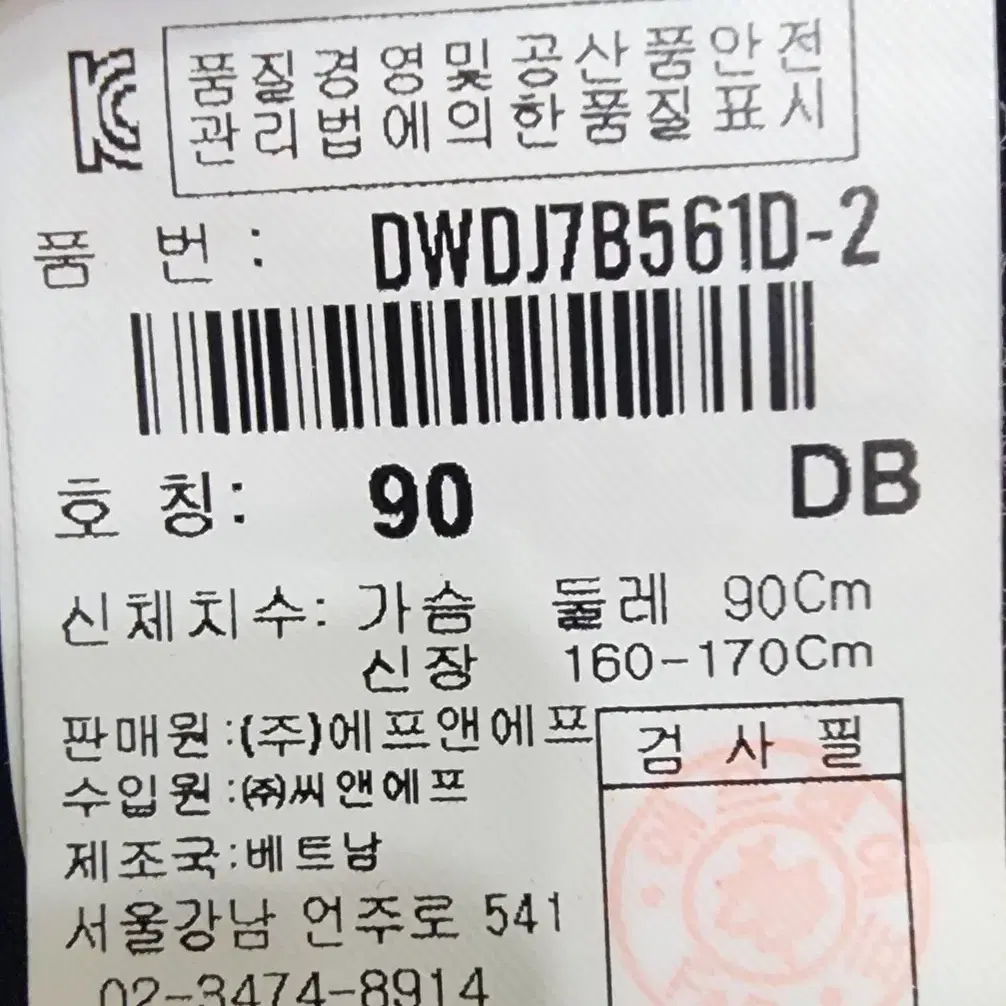 품질경영및공산품안전
관리법에의한품질표시
품 번 : DWDJ7B561D-2
호 칭: 90 DB
신체치수: 가슴 둘레 90Cm
신장 160-170Cm
판매원:(주)에프앤에프
수입원:㈜씨앤에프
제조국:베트남
서울강남 언주로 541
02-3474-8914
검 사 필